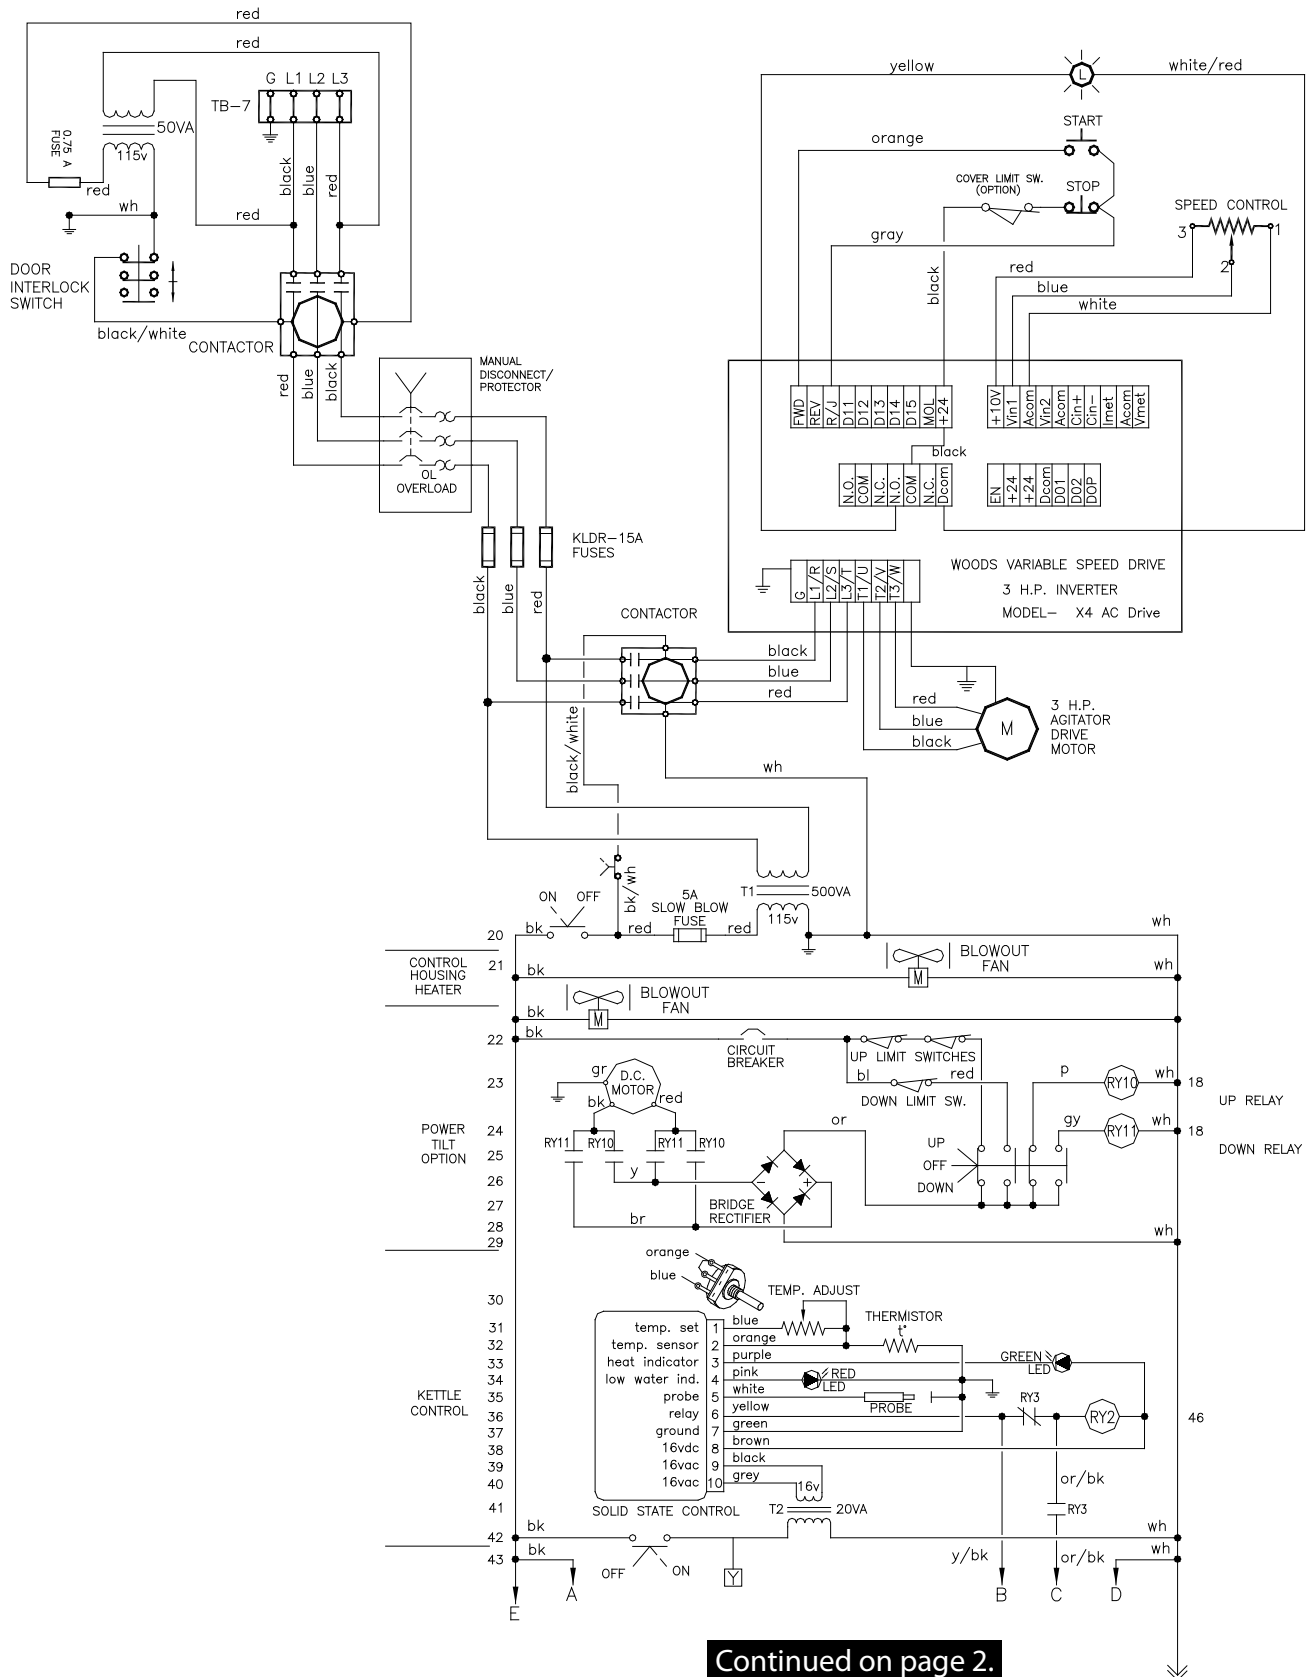 red
red
yellow
L
white/red
G L1 L2 L3
TB-7
50VA
0.75 A
FUSE
115v
red
wh
black
blue
red
red
START
orange
COVER LIMIT SW.
(OPTION)
STOP
gray
black
SPEED CONTROL
3
1
2
red
blue
white
DOOR
INTERLOCK
SWITCH
black/white
CONTACTOR
red
blue
black
MANUAL
DISCONNECT/
PROTECTOR
OL
OVERLOAD
FWD
REV
R/J
D11
D12
D13
D14
D15
MOL
+24
+10V
Vin1
Acom
Vin2
Acom
Cin+
Cin-
Imet
Acom
Vmet
black
N.O.
COM
N.C.
N.O.
COM
N.C.
Dcom
EN
+24
+24
Dcom
D01
D02
DOP
KLDR-15A
FUSES
black
blue
red
G
L1/R
L2/S
L3/T
T1/U
T2/V
T3/W
WOODS VARIABLE SPEED DRIVE
3 H.P. INVERTER
MODEL- X4 AC Drive
CONTACTOR
black
blue
red
red
blue
black
M
3 H.P.
AGITATOR
DRIVE
MOTOR
black/white
wh
bk/wh
T1
500VA
115v
ON OFF
5A
SLOW BLOW
FUSE
20
bk
red
red
wh
CONTROL
HOUSING
HEATER
21
bk
M
BLOWOUT
FAN
wh
bk
M
BLOWOUT
FAN
22
bk
CIRCUIT
BREAKER
UP LIMIT SWITCHES
23
gr
D.C.
MOTOR
bk
red
bl
red
DOWN LIMIT SW.
p
RY10
wh
18
UP RELAY
POWER
TILT
OPTION
24
RY11
RY10
RY11
RY10
or
gy
RY11
wh
18
DOWN RELAY
25
UP
OFF
DOWN
26
y
-
+
27
BRIDGE
RECTIFIER
28
br
29
wh
orange
blue
30
TEMP. ADJUST
THERMISTOR
t°
31
temp. set 1 blue
32
temp. sensor 2 orange
33
heat indicator 3 purple
GREEN
LED
34
low water ind. 4 pink
RED
LED
KETTLE
CONTROL
35
probe 5 white
PROBE
36
relay 6 yellow
RY3
RY2
46
37
ground 7 green
38
16vdc 8 brown
39
16vac 9 black
40
16vac 10 grey
16v
or/bk
41
SOLID STATE CONTROL
T2
20VA
RY3
42
bk
wh
43
bk
OFF ON
Y
y/bk
or/bk
wh
A
B
C
D
E
Continued on page 2.